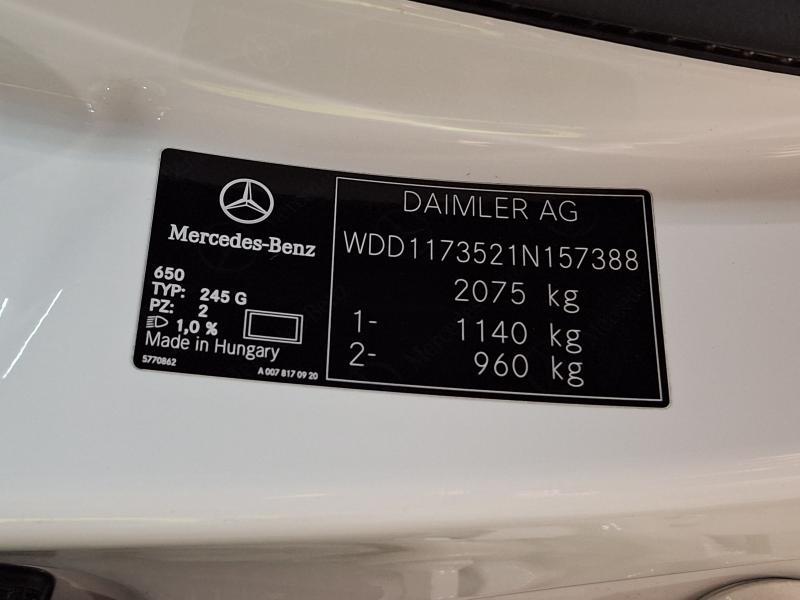 Mercedes-Benz
650
TYP: 245 G
PZ: 2
1,0 %
Made in Hungary
5770862
A 007 817 09 20
DAIMLER AG
WDD1173521N157388
2075 kg
1- 1140 kg
2- 960 kg